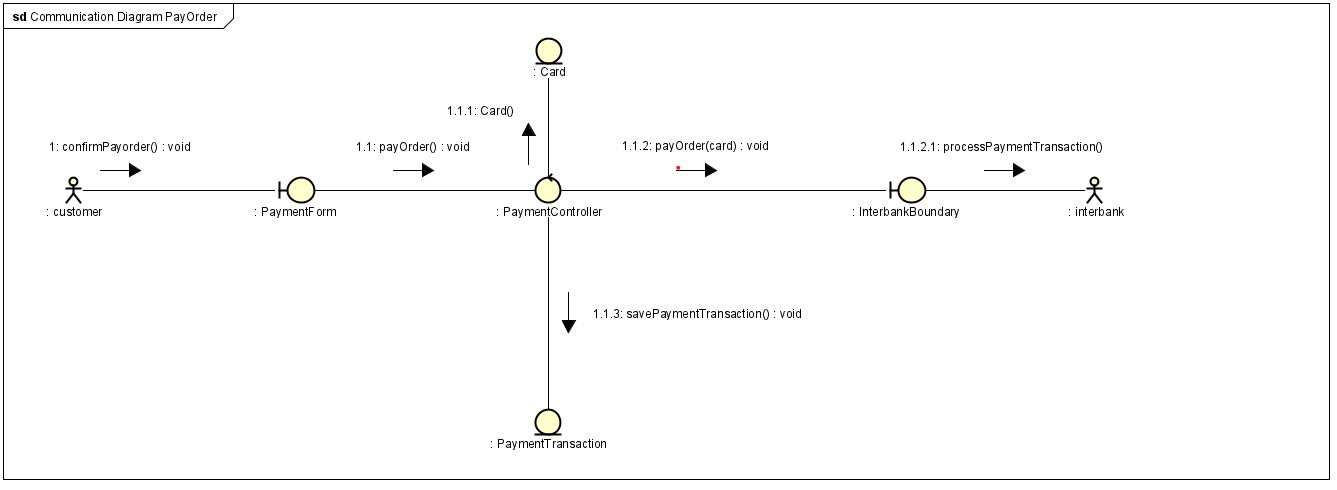 sd Communication Diagram PayOrder
: Card
1.1.1: Card()
1: confirmPayorder() : void
1.1: payOrder() : void
1.1.2: payOrder(card) : void
1.1.2.1: processPaymentTransaction()
: customer
: PaymentForm
: PaymentController
: InterbankBoundary
: interbank
1.1.3: savePaymentTransaction() : void
: PaymentTransaction